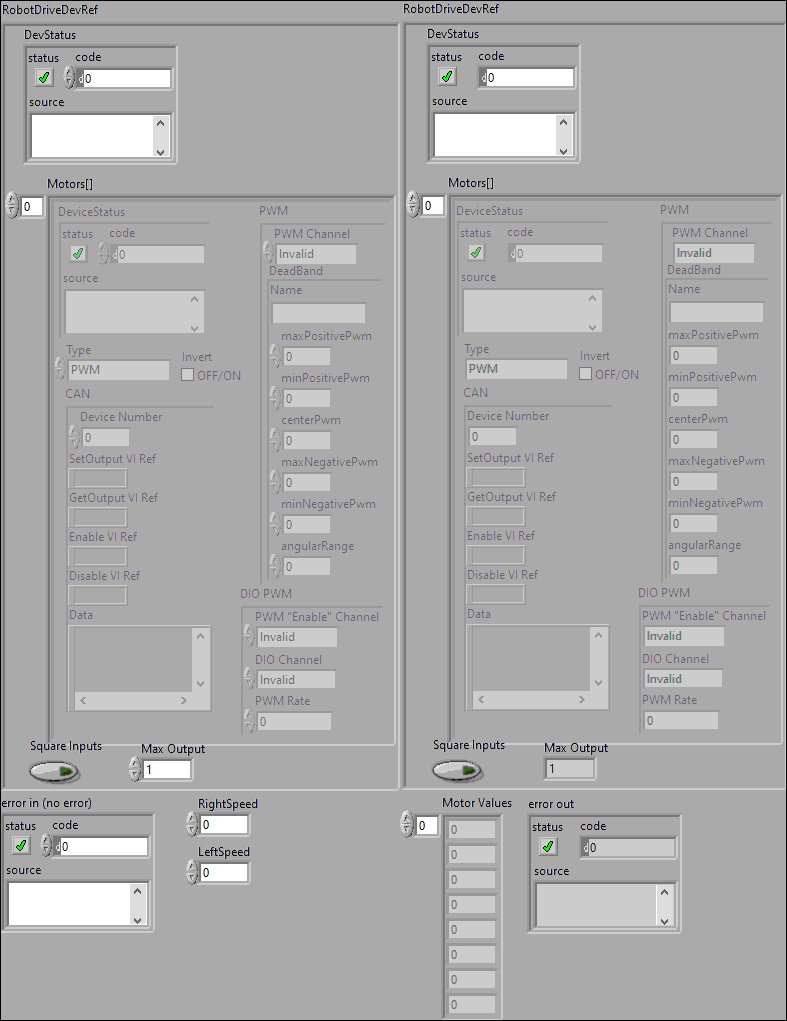 RobotDriveDevRef
DevStatus
status code
d0
source
Motors[]
0
DeviceStatus
status code
d0
source
Type
PWM
Invert
OFF/ON
CAN
Device Number
0
SetOutput VI Ref
GetOutput VI Ref
Enable VI Ref
Disable VI Ref
Data
PWM
PWM Channel
Invalid
DeadBand
Name
maxPositivePwm
0
minPositivePwm
0
centerPwm
0
maxNegativePwm
0
minNegativePwm
0
angularRange
0
DIO PWM
PWM "Enable" Channel
Invalid
DIO Channel
Invalid
PWM Rate
0
Square Inputs
Max Output
1
RobotDriveDevRef
DevStatus
status code
d0
source
Motors[]
0
DeviceStatus
status code
d0
source
Type
PWM
Invert
OFF/ON
CAN
Device Number
0
SetOutput VI Ref
GetOutput VI Ref
Enable VI Ref
Disable VI Ref
Data
PWM
PWM Channel
Invalid
DeadBand
Name
maxPositivePwm
0
minPositivePwm
0
centerPwm
0
maxNegativePwm
0
minNegativePwm
0
angularRange
0
DIO PWM
PWM "Enable" Channel
Invalid
DIO Channel
Invalid
PWM Rate
0
Square Inputs
Max Output
1
error in (no error)
status code
d0
source
RightSpeed
0
LeftSpeed
0
Motor Values
0
0
0
0
0
0
0
0
0
error out
status code
d0
source